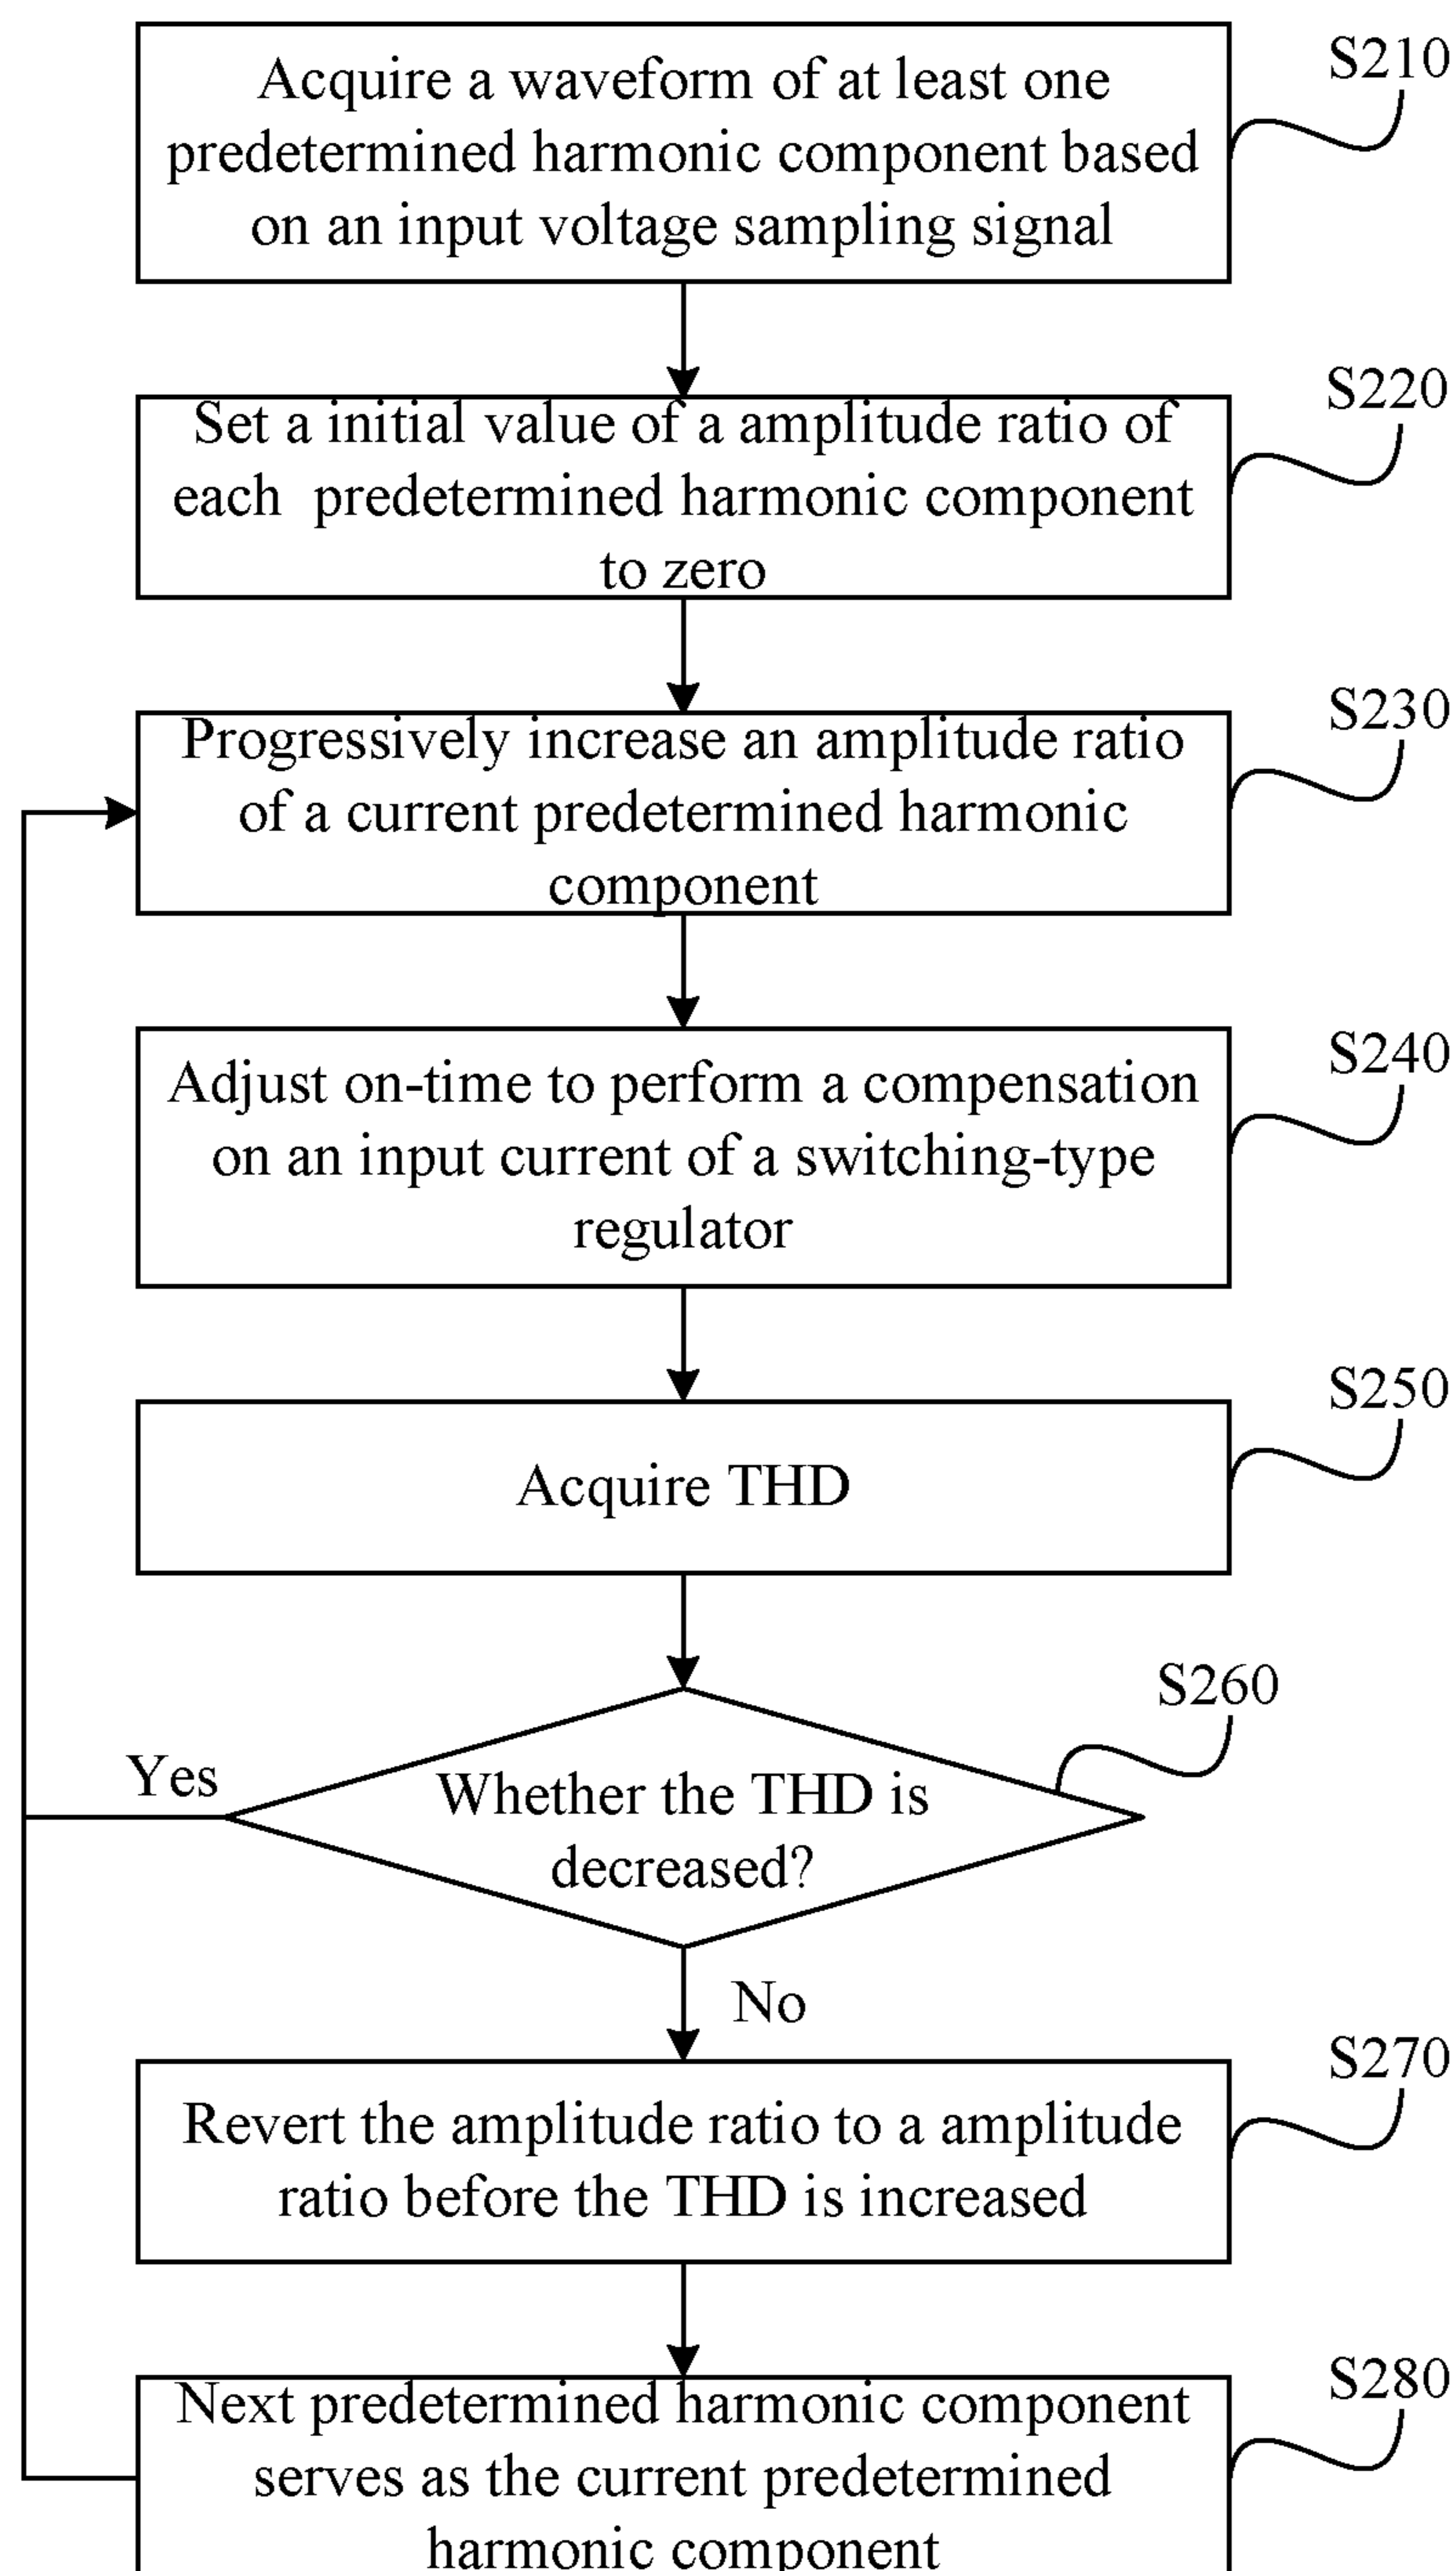 Acquire a waveform of at least one
predetermined harmonic component based
on an input voltage sampling signal
S210
Set a initial value of a amplitude ratio of
each predetermined harmonic component
to zero
S220
Progressively increase an amplitude ratio
of a current predetermined harmonic
component
S230
Adjust on-time to perform a compensation
on an input current of a switching-type
regulator
S240
Acquire THD
S250
Whether the THD is
decreased?
S260
Yes
No
Revert the amplitude ratio to a amplitude
ratio before the THD is increased
S270
Next predetermined harmonic component
serves as the current predetermined
harmonic component
S280